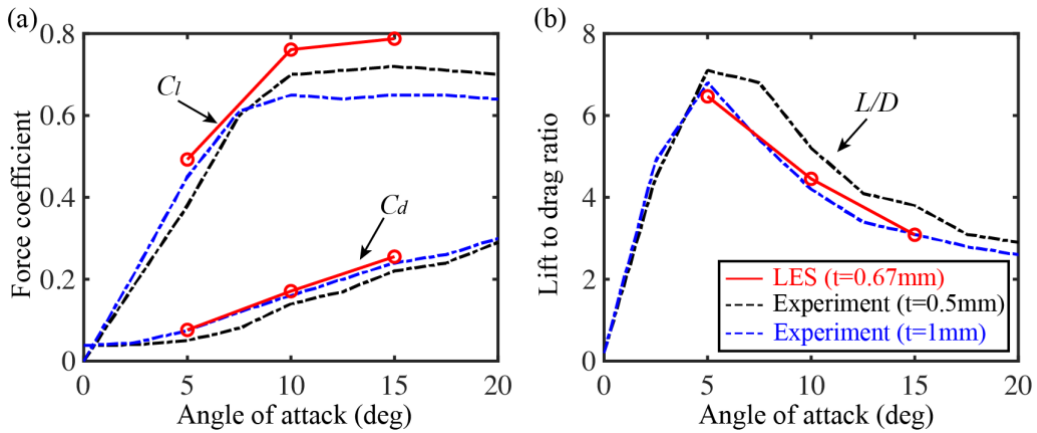 (a)
0.8
0.6
0.4
0.2
0
Force coefficient
Cl
Cd
0 5 10 15 20
Angle of attack (deg)
(b)
8
6
4
2
0
Lift to drag ratio
L/D
LES (t=0.67mm)
Experiment (t=0.5mm)
Experiment (t=1mm)
0 5 10 15 20
Angle of attack (deg)